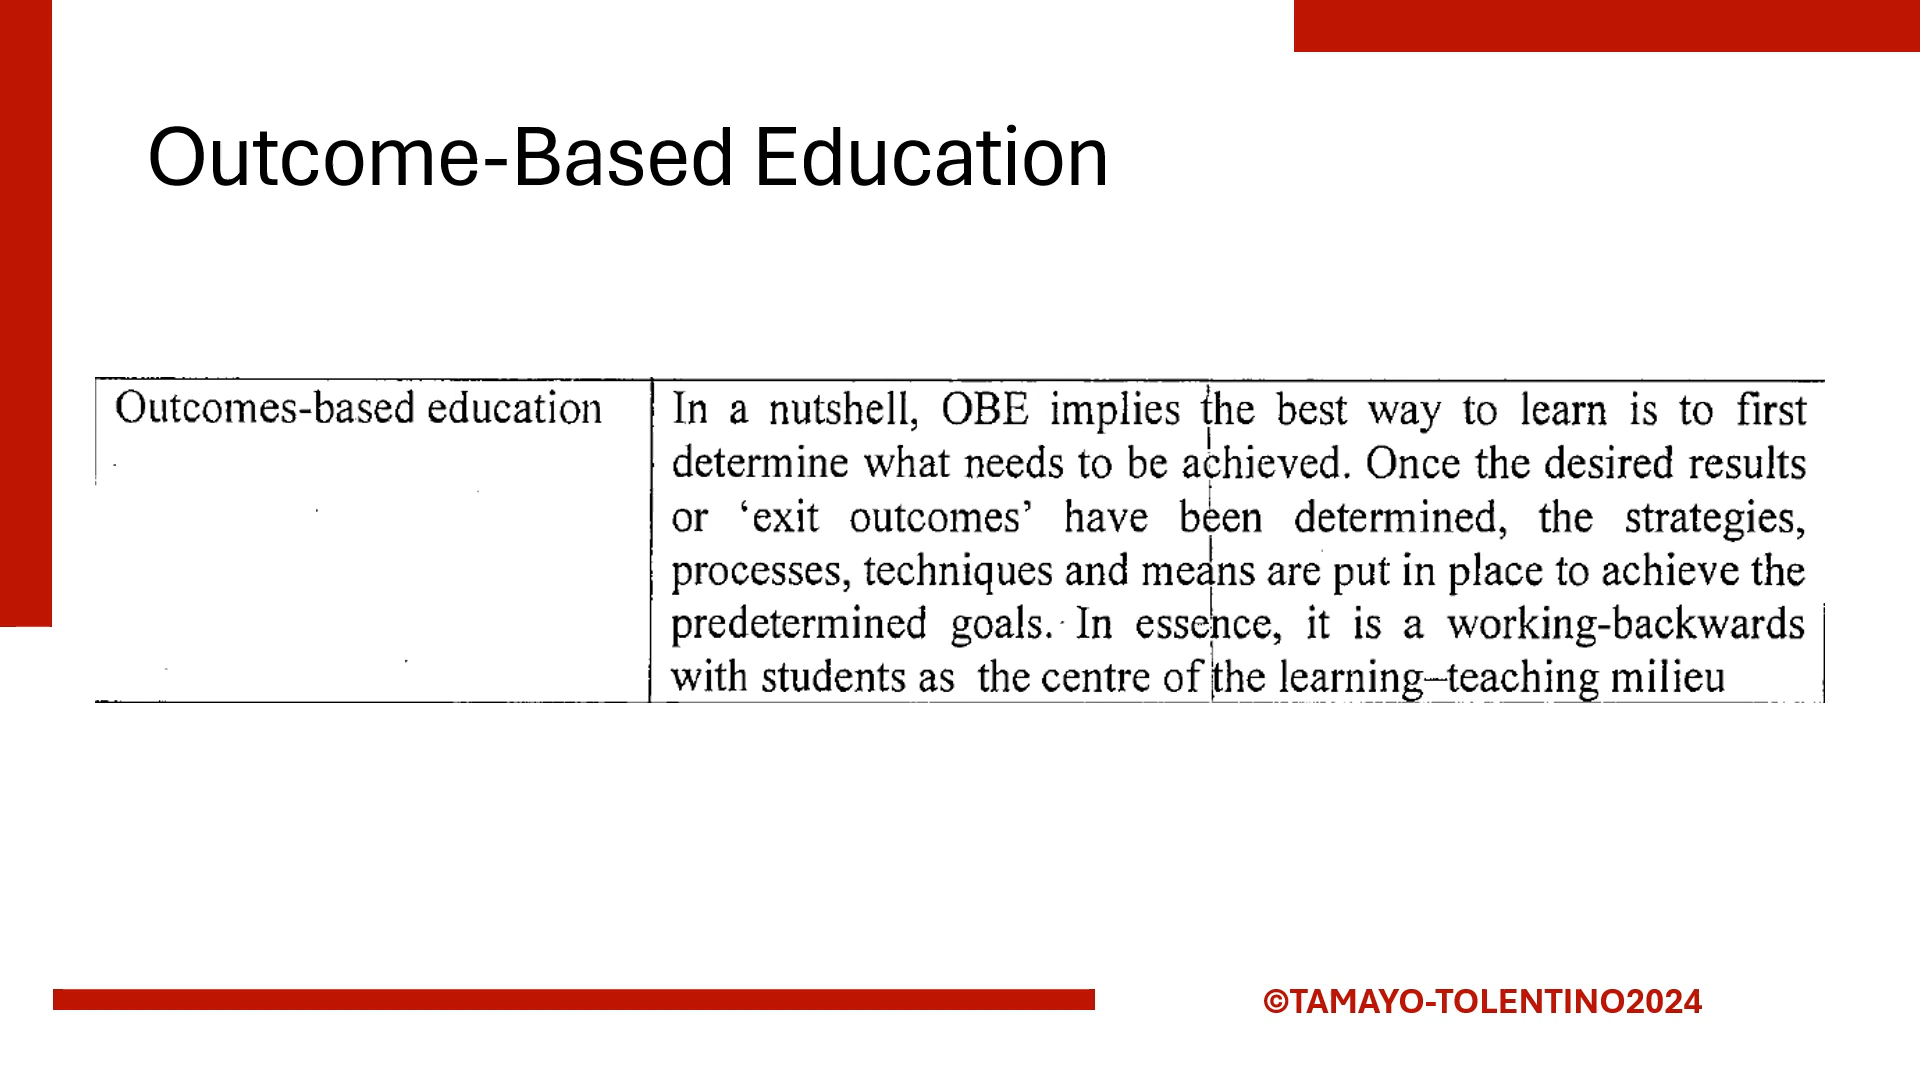 Outcome-Based Education
Outcomes-based education
In a nutshell, OBE implies the best way to learn is to first
determine what needs to be achieved. Once the desired results
or ‘exit outcomes’ have been determined, the strategies,
processes, techniques and means are put in place to achieve the
predetermined goals. In essence, it is a working-backwards
with students as the centre of the learning–teaching milieu
©TAMAYO-TOLENTINO2024